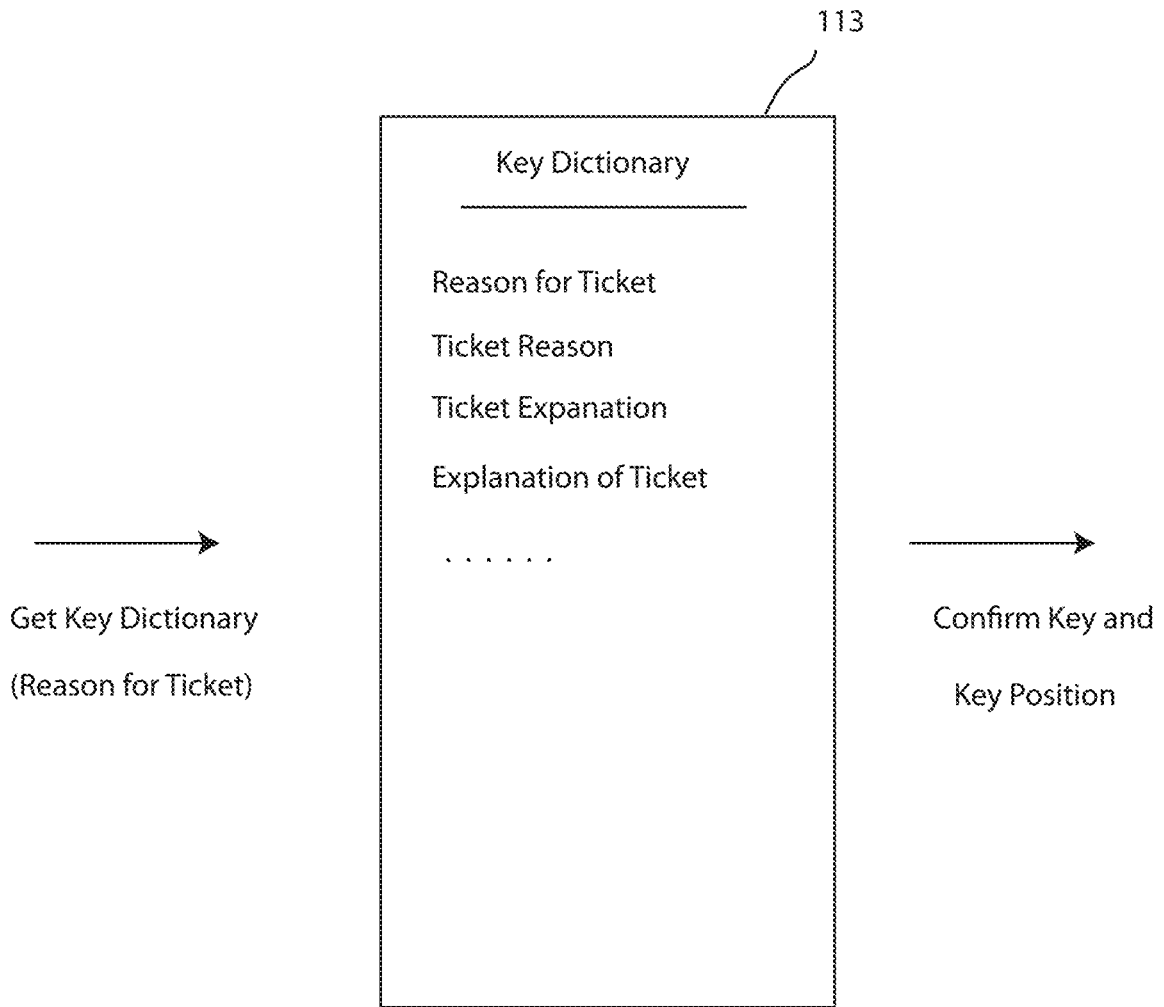 113
Key Dictionary
Reason for Ticket
Ticket Reason
Ticket Expanation
Explanation of Ticket
. . . . . .
Get Key Dictionary
(Reason for Ticket)
Confirm Key and
Key Position